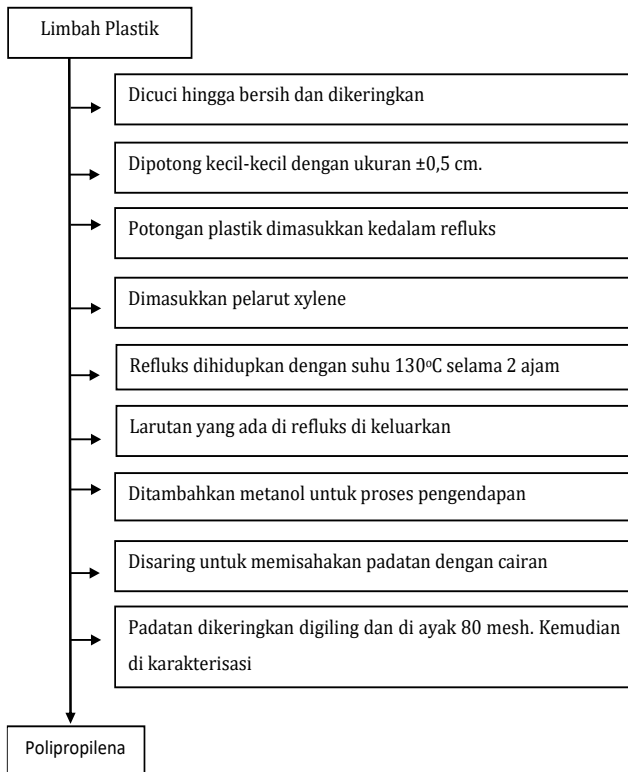 Limbah Plastik
Dicuci hingga bersih dan dikeringkan
Dipotong kecil-kecil dengan ukuran ±0,5 cm.
Potongan plastik dimasukkan kedalam refluks
Dimasukkan pelarut xylene
Refluks dihidupkan dengan suhu 130ᵒC selama 2 ajam
Larutan yang ada di refluks di keluarkan
Ditambahkan metanol untuk proses pengendapan
Disaring untuk memisahakan padatan dengan cairan
Padatan dikeringkan digiling dan di ayak 80 mesh. Kemudian
di karakterisasi
Polipropilena